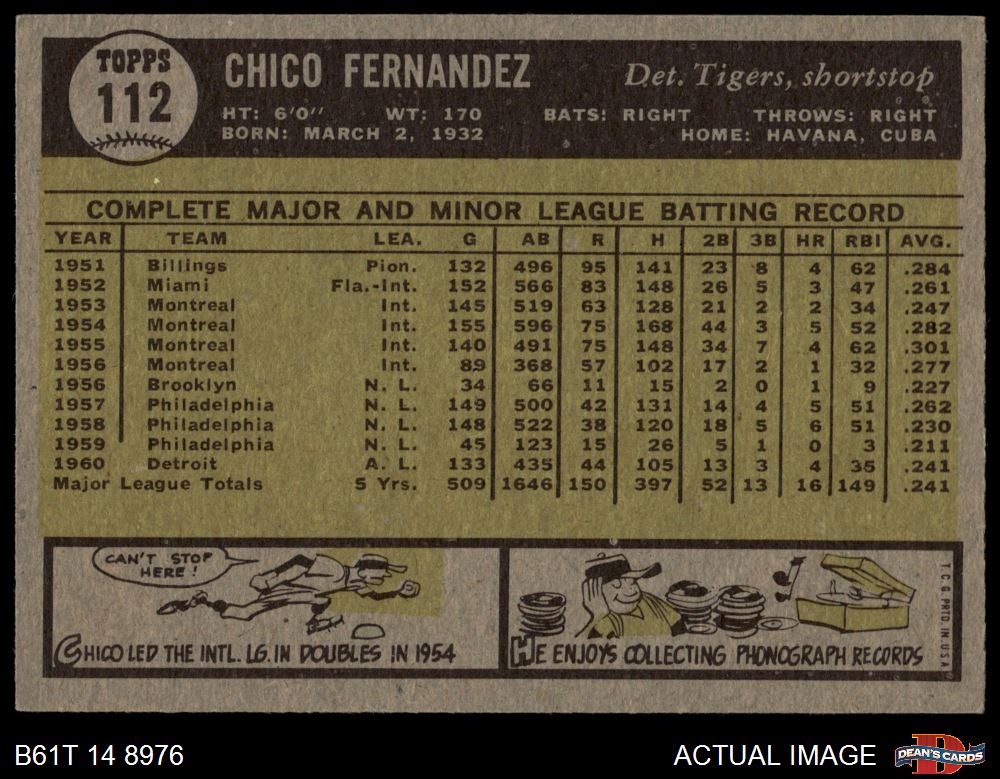 TOPPS
112
CHICO FERNANDEZ
Det. Tigers, shortstop
HT: 6'0" WT: 170 BATS: RIGHT THROWS: RIGHT
BORN: MARCH 2, 1932 HOME: HAVANA, CUBA
COMPLETE MAJOR AND MINOR LEAGUE BATTING RECORD
YEAR TEAM LEA. G AB R H 2B 3B HR RBI AVG.
1951 Billings Pion. 132 496 95 141 23 8 4 62 .284
1952 Miami Fla.-Int. 152 566 83 148 26 5 3 47 .261
1953 Montreal Int. 145 519 63 128 21 2 2 34 .247
1954 Montreal Int. 155 596 75 168 44 3 5 52 .282
1955 Montreal Int. 140 491 75 148 34 7 4 62 .301
1956 Montreal Int. 89 368 57 102 17 2 1 32 .277
1956 Brooklyn N. L. 34 66 11 15 2 0 1 9 .227
1957 Philadelphia N. L. 149 500 42 131 14 4 5 51 .262
1958 Philadelphia N. L. 148 522 38 120 18 5 6 51 .230
1959 Philadelphia N. L. 45 123 15 26 5 1 0 3 .211
1960 Detroit A. L. 133 435 44 105 13 3 4 35 .241
Major League Totals 5 Yrs. 509 1646 150 397 52 13 16 149 .241
CAN'T STOP
HERE!
CHICO LED THE INTL. LG. IN DOUBLES IN 1954
HE ENJOYS COLLECTING PHONOGRAPH RECORDS
T.C.G. PRTD. IN U.S.A.
B61T 14 8976
ACTUAL IMAGE
DEAN'S CARDS